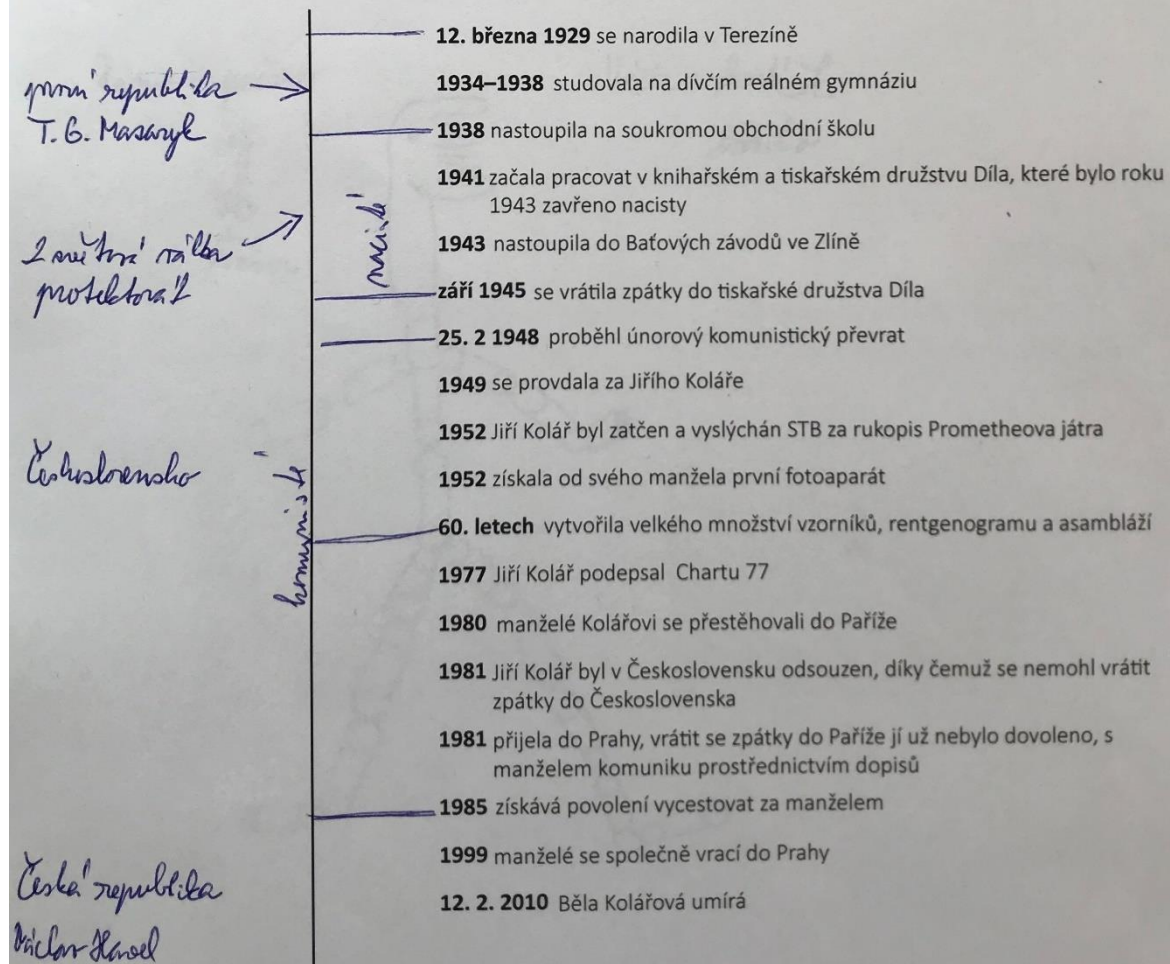 12. března 1929 se narodila v Terezíně
první republika
T. G. Masaryk
1934–1938 studovala na dívčím reálném gymnáziu
1938 nastoupila na soukromou obchodní školu
1941 začala pracovat v knihařském a tiskařském družstvu Díla, které bylo roku
1943 zavřeno nacisty
nacisté
2 světová válka
protektorát
1943 nastoupila do Baťových závodů ve Zlíně
září 1945 se vrátila zpátky do tiskařské družstva Díla
25. 2 1948 proběhl únorový komunistický převrat
1949 se provdala za Jiřího Koláře
1952 Jiří Kolář byl zatčen a vyslýchán STB za rukopis Prometheova játra
Československo
komunisté
1952 získala od svého manžela první fotoaparát
60. letech vytvořila velkého množství vzorníků, rentgenogramu a asambláží
1977 Jiří Kolář podepsal Chartu 77
1980 manželé Kolářovi se přestěhovali do Paříže
1981 Jiří Kolář byl v Československu odsouzen, díky čemuž se nemohl vrátit
zpátky do Československa
1981 přijela do Prahy, vrátit se zpátky do Paříže jí už nebylo dovoleno, s
manželem komuniku prostřednictvím dopisů
1985 získává povolení vycestovat za manželem
1999 manželé se společně vrací do Prahy
Česká republika
Václav Havel
12. 2. 2010 Běla Kolářová umírá